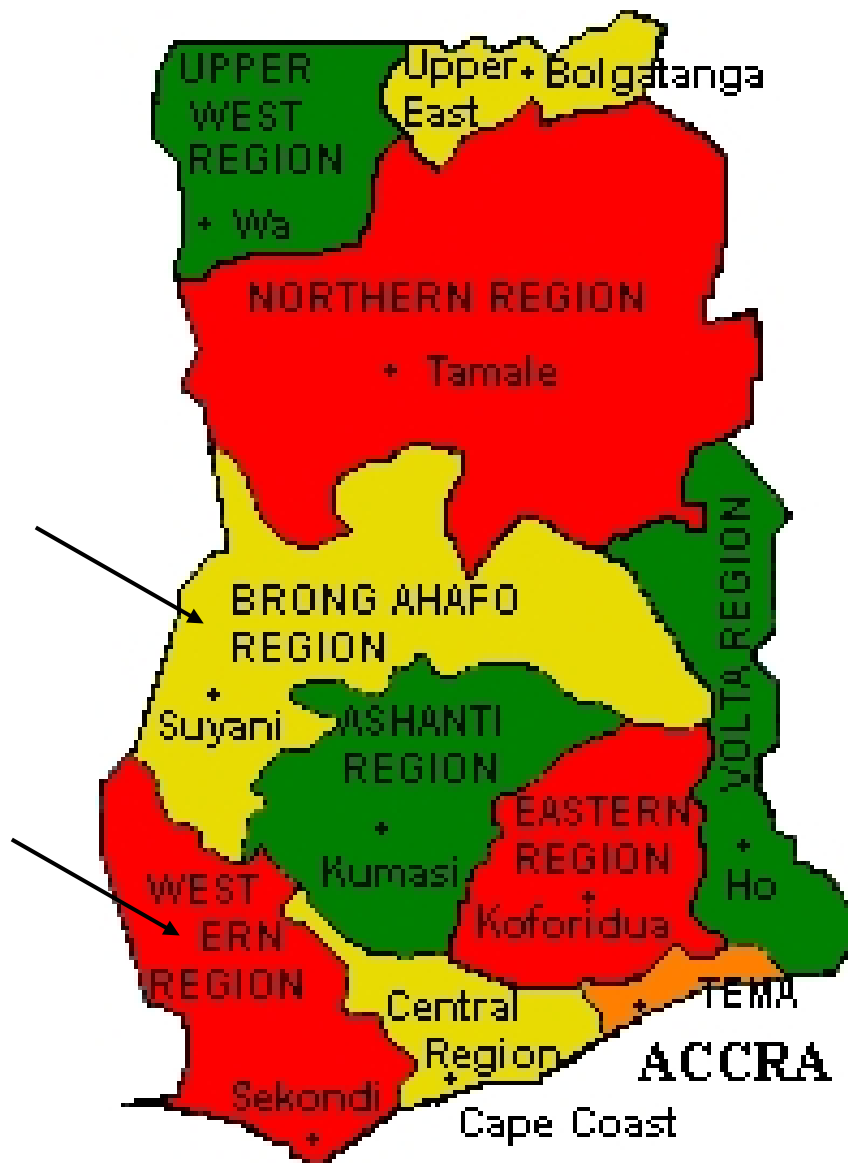 UPPER
WEST
REGION
Wa
Upper
East
Bolgatanga
NORTHERN REGION
Tamale
BRONG AHAFO
REGION
Suyani
VOLTA REGION
ASHANTI
REGION
Kumasi
EASTERN
REGION
Koforidua
Ho
WEST
ERN
REGION
Sekondi
Central
Region
Cape Coast
TEMA
ACCRA